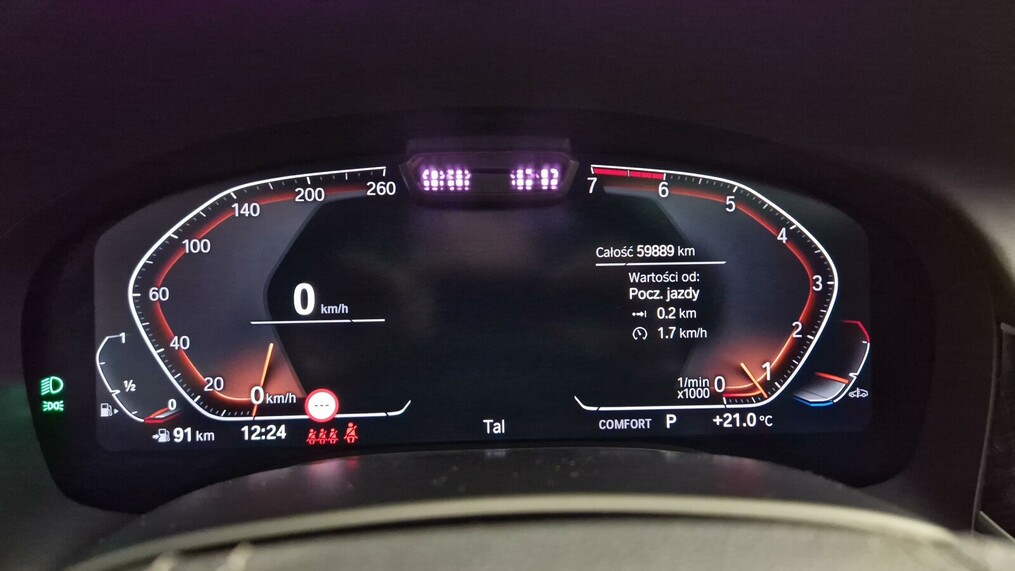 260
200
140
100
60
40
20
0 km/h
0 km/h
1
1/2
0
91 km
12:24
---
Tal
7
6
5
4
3
2
1
0
1/min
x1000
Całość 59889 km
Wartości od:
Pocz. jazdy
0.2 km
1.7 km/h
COMFORT P +21.0 °C